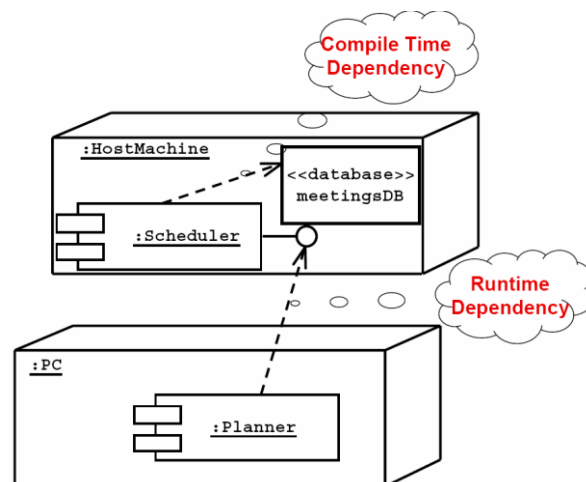 Compile Time
Dependency
:HostMachine
<<database>>
meetingsDB
:Scheduler
Runtime
Dependency
:PC
:Planner